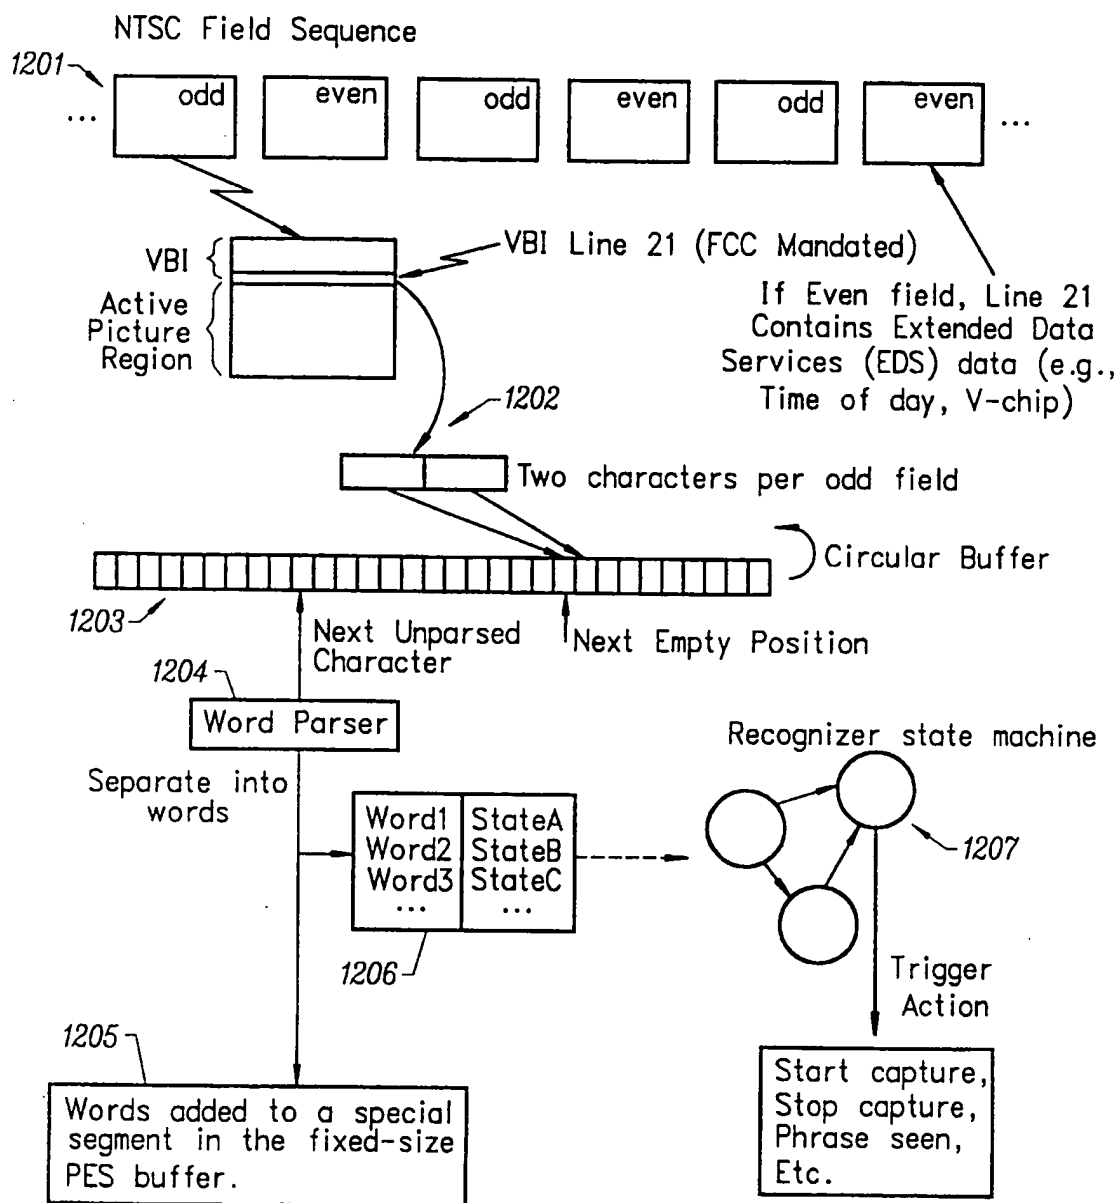 NTSC Field Sequence
1201
... odd even odd even odd even ...
VBI
VBI Line 21 (FCC Mandated)
Active
Picture
Region
If Even field, Line 21
Contains Extended Data
Services (EDS) data (e.g.,
Time of day, V-chip)
1202
Two characters per odd field
Circular Buffer
1203
Next Unparsed
Character
Next Empty Position
1204
Word Parser
Separate into
words
Recognizer state machine
Word1 StateA
Word2 StateB
Word3 StateC
... ...
1206
1207
Trigger
Action
1205
Words added to a special
segment in the fixed-size
PES buffer.
Start capture,
Stop capture,
Phrase seen,
Etc.